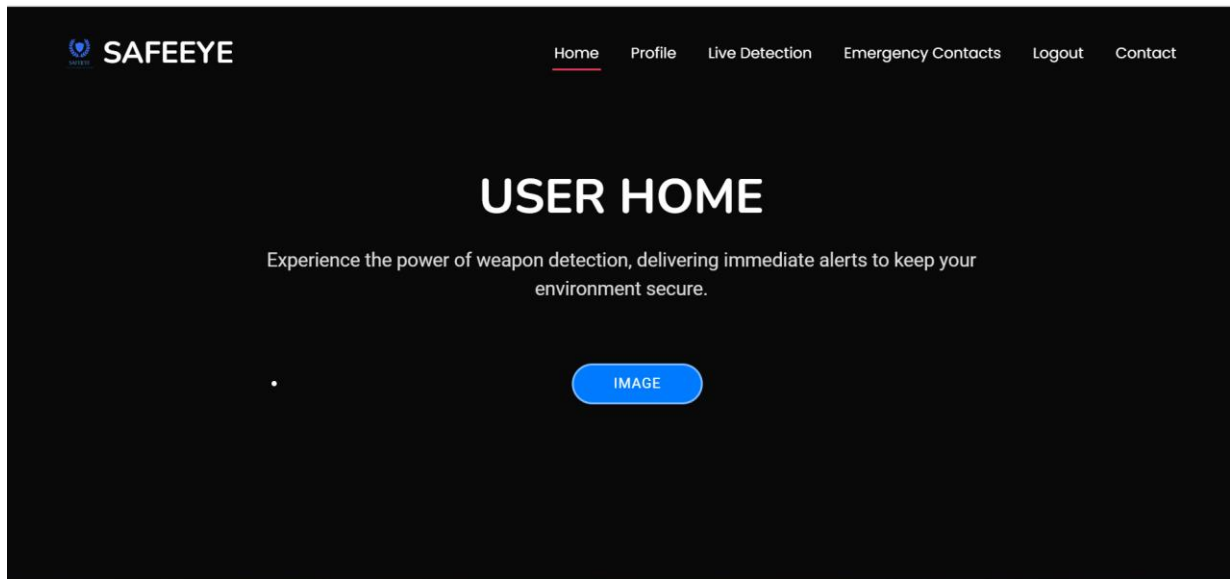 SAFEEYE
Home Profile Live Detection Emergency Contacts Logout Contact
USER HOME
Experience the power of weapon detection, delivering immediate alerts to keep your
environment secure.
IMAGE